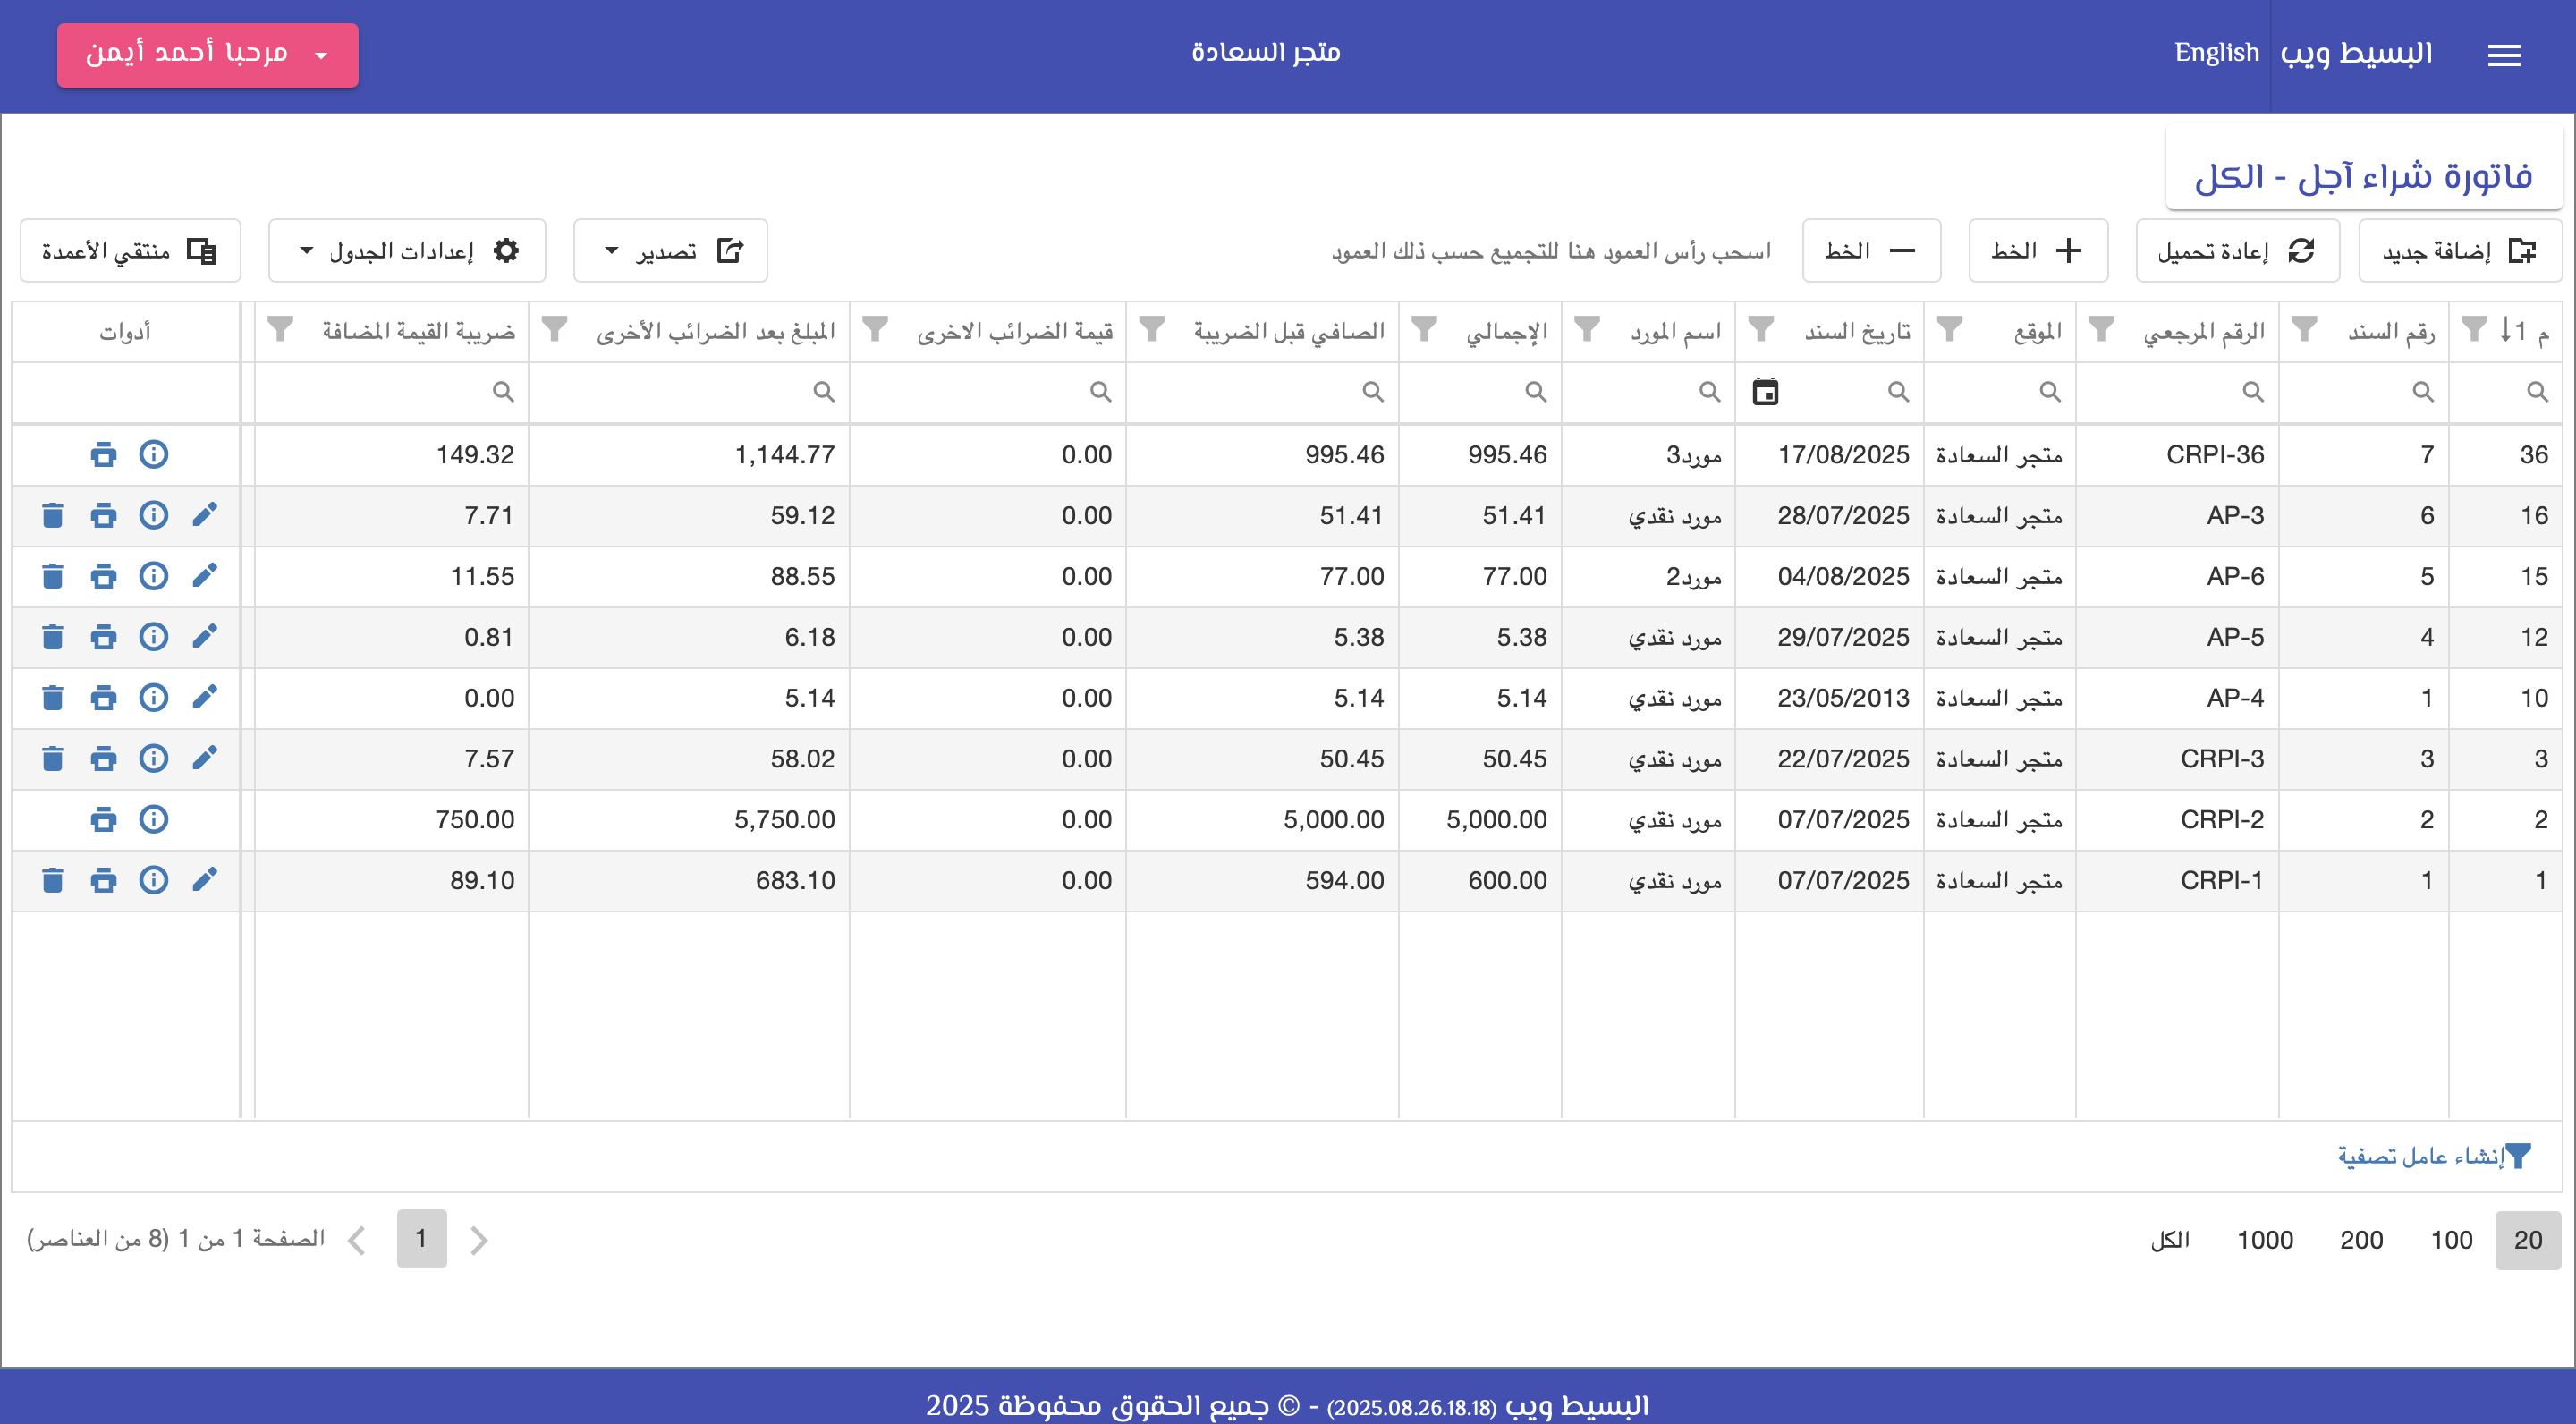 البسيط ويب English متجر السعادة مرحبا أحمد أيمن
فاتورة شراء آجل - الكل
إضافة جديد إعادة تحميل الخط الخط اسحب رأس العمود هنا للتجميع حسب ذلك العمود تصدير إعدادات الجدول منتقي الأعمدة
م 1 رقم السند الرقم المرجعي الموقع تاريخ السند اسم المورد الإجمالي الصافي قبل الضريبة قيمة الضرائب الاخرى المبلغ بعد الضرائب الأخرى ضريبة القيمة المضافة أدوات
36 7 CRPI-36 متجر السعادة 17/08/2025 مورد3 995.46 995.46 0.00 1,144.77 149.32
16 6 AP-3 متجر السعادة 28/07/2025 مورد نقدي 51.41 51.41 0.00 59.12 7.71
15 5 AP-6 متجر السعادة 04/08/2025 مورد2 77.00 77.00 0.00 88.55 11.55
12 4 AP-5 متجر السعادة 29/07/2025 مورد نقدي 5.38 5.38 0.00 6.18 0.81
10 1 AP-4 متجر السعادة 23/05/2013 مورد نقدي 5.14 5.14 0.00 5.14 0.00
3 3 CRPI-3 متجر السعادة 22/07/2025 مورد نقدي 50.45 50.45 0.00 58.02 7.57
2 2 CRPI-2 متجر السعادة 07/07/2025 مورد نقدي 5,000.00 5,000.00 0.00 5,750.00 750.00
1 1 CRPI-1 متجر السعادة 07/07/2025 مورد نقدي 600.00 594.00 0.00 683.10 89.10
إنشاء عامل تصفية
20 100 200 1000 الكل 1 الصفحة 1 من 1 (8 من العناصر)
البسيط ويب (2025.08.26.18.18) - © جميع الحقوق محفوظة 2025